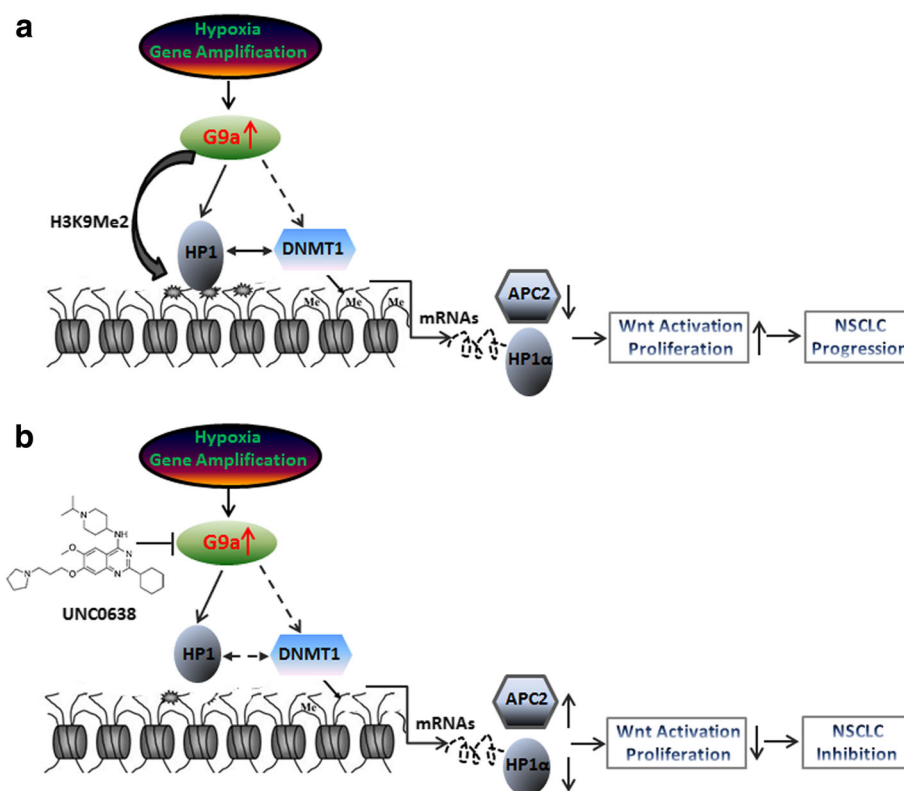 a
Hypoxia
Gene Amplification
G9a
H3K9Me2
HP1
DNMT1
Me
Me
Me
mRNAs
APC2
HP1α
Wnt Activation
Proliferation
NSCLC
Progression
b
Hypoxia
Gene Amplification
N
NH
O
N
N
N
O
G9a
UNC0638
HP1
DNMT1
Me
mRNAs
APC2
HP1α
Wnt Activation
Proliferation
NSCLC
Inhibition